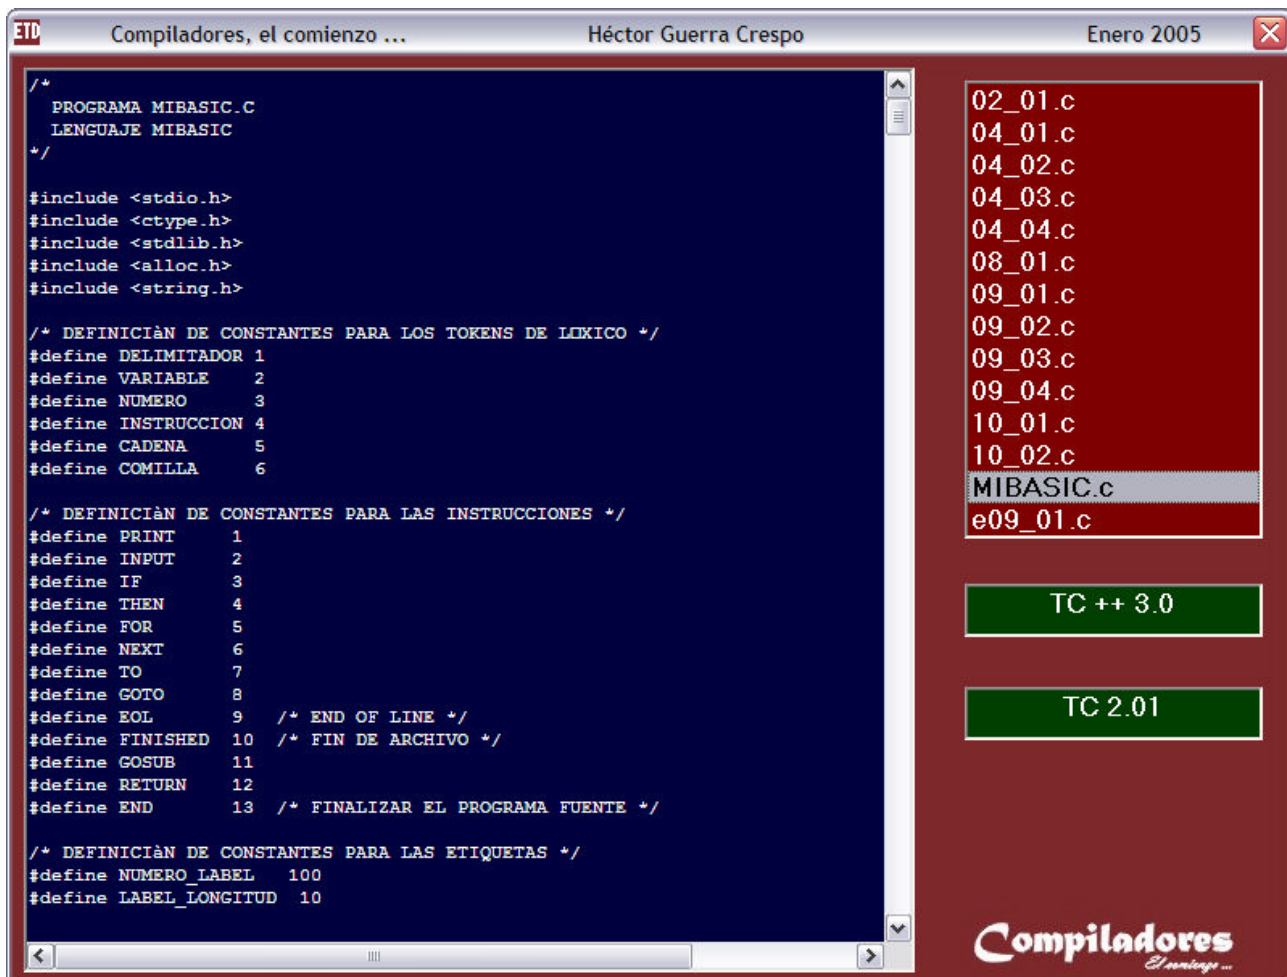 ETD Compiladores, el comienzo ... Héctor Guerra Crespo Enero 2005
/*
PROGRAMA MIBASIC.C
LENGUAJE MIBASIC
*/
#include <stdio.h>
#include <ctype.h>
#include <stdlib.h>
#include <alloc.h>
#include <string.h>
/* DEFINICIàN DE CONSTANTES PARA LOS TOKENS DE L□XICO */
#define DELIMITADOR 1
#define VARIABLE 2
#define NUMERO 3
#define INSTRUCCION 4
#define CADENA 5
#define COMILLA 6
/* DEFINICIàN DE CONSTANTES PARA LAS INSTRUCCIONES */
#define PRINT 1
#define INPUT 2
#define IF 3
#define THEN 4
#define FOR 5
#define NEXT 6
#define TO 7
#define GOTO 8
#define EOL 9 /* END OF LINE */
#define FINISHED 10 /* FIN DE ARCHIVO */
#define GOSUB 11
#define RETURN 12
#define END 13 /* FINALIZAR EL PROGRAMA FUENTE */
/* DEFINICIàN DE CONSTANTES PARA LAS ETIQUETAS */
#define NUMERO_LABEL 100
#define LABEL_LONGITUD 10
02_01.c
04_01.c
04_02.c
04_03.c
04_04.c
08_01.c
09_01.c
09_02.c
09_03.c
09_04.c
10_01.c
10_02.c
MIBASIC.c
e09_01.c
TC ++ 3.0
TC 2.01
Compiladores
El comienzo ...